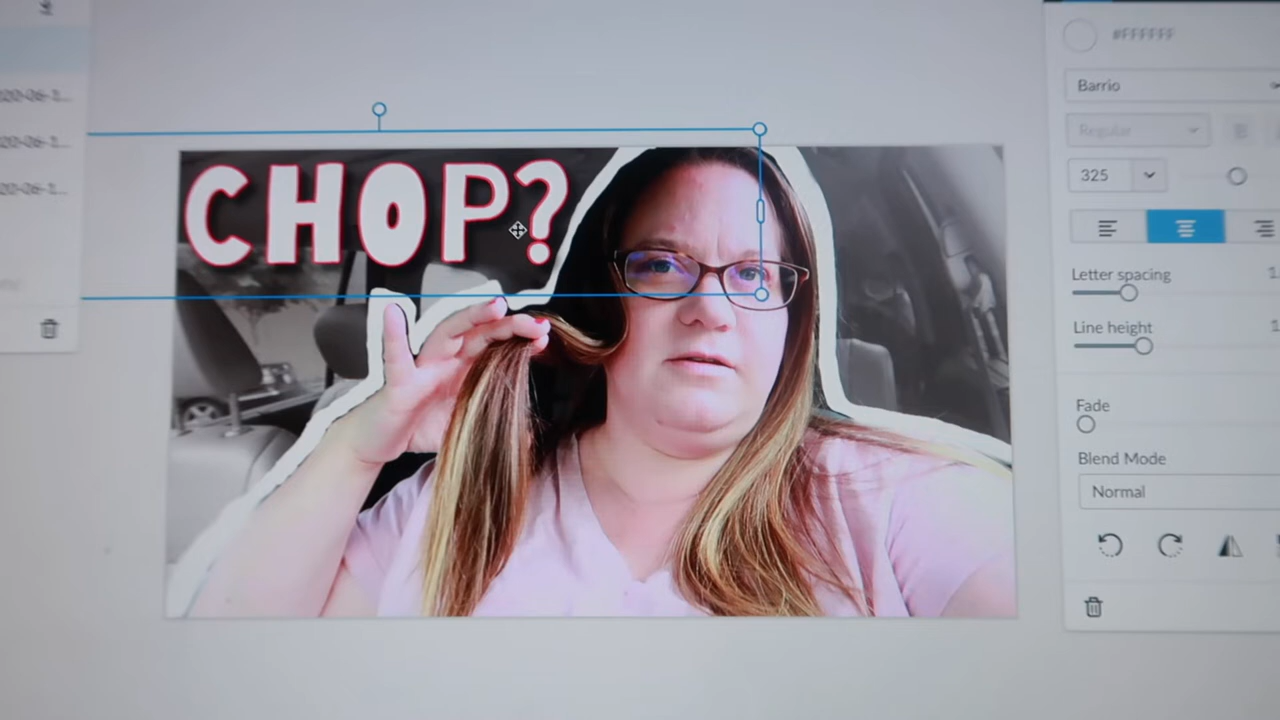 #FFFFFF
Barrio
Regular
325
CHOP?
Letter spacing
Line height
Fade
Blend Mode
Normal